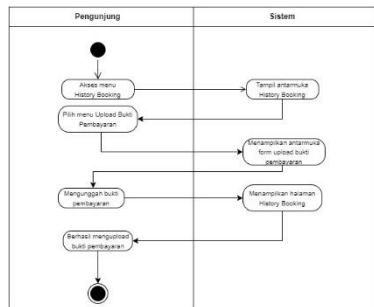 Pengunjung
Sistem
Akses menu
History Booking
Tampil antarmuka
History Booking
Pilih menu Upload Bukti
Pembayaran
Menampilkan antarmuka
form upload bukti
pembayaran
Mengunggah bukti
pembayaran
Menampilkan halaman
History Booking
Berhasil mengupload
bukti pembayaran